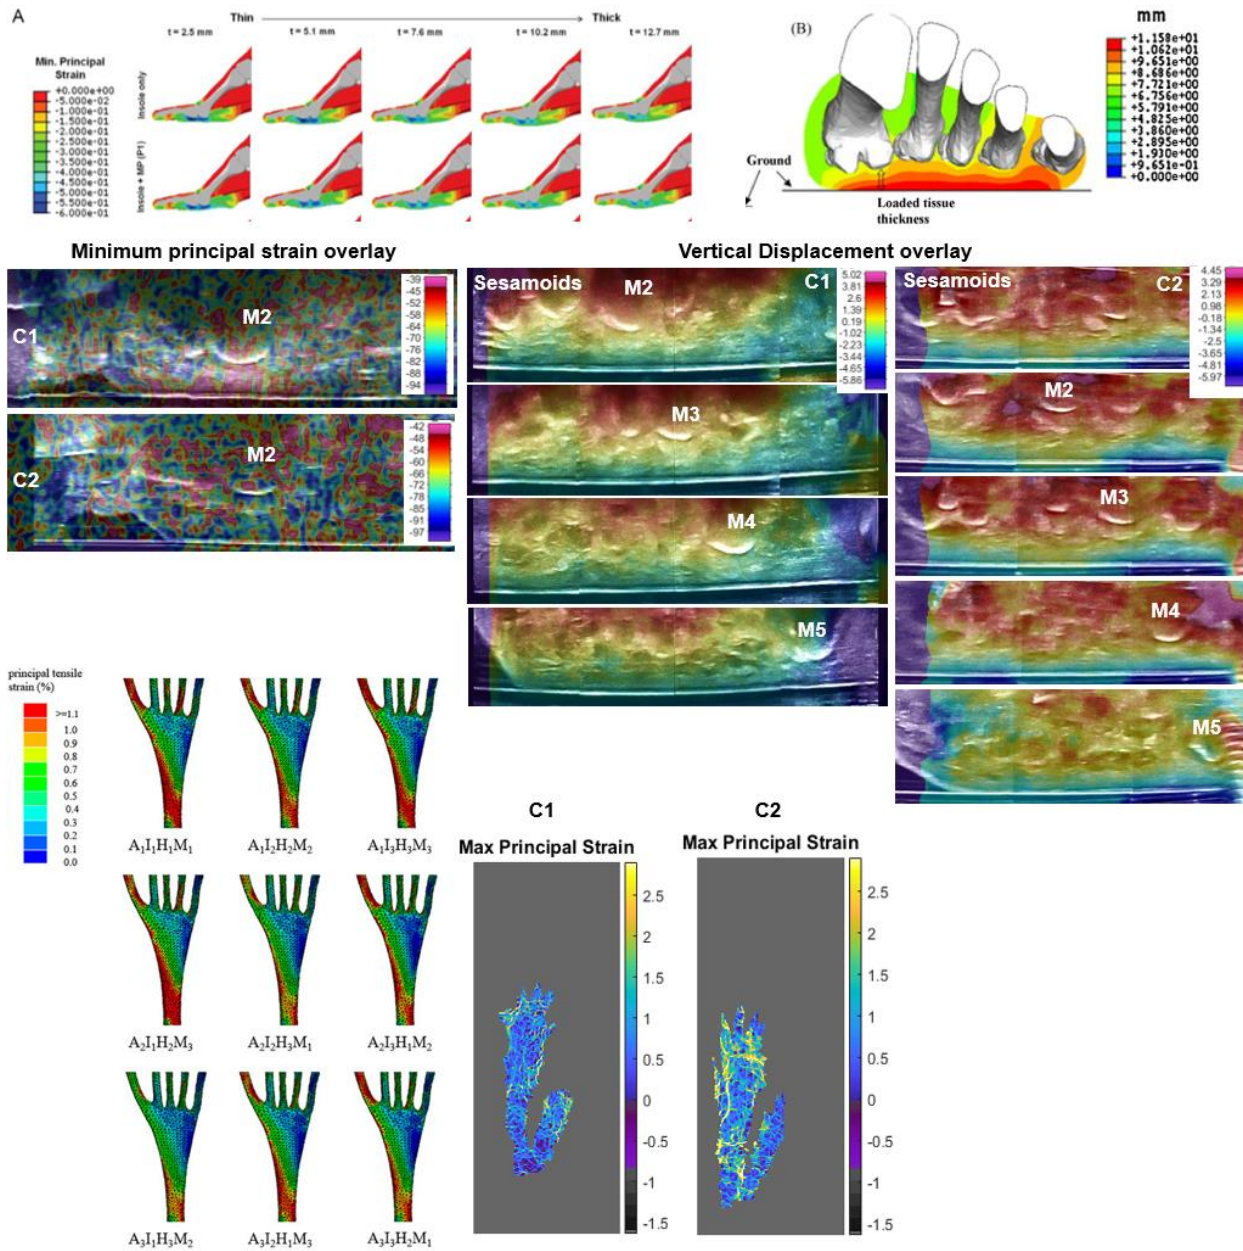 A
Thin
Thick
t = 2.5 mm
t = 5.1 mm
t = 7.6 mm
t = 10.2 mm
t = 12.7 mm
Min. Principal
Strain
+0.000e+00
-5.000e-02
-1.000e-01
-1.500e-01
-2.000e-01
-2.500e-01
-3.000e-01
-3.500e-01
-4.000e-01
-4.500e-01
-5.000e-01
-5.500e-01
-6.000e-01
Insole only
Insole + MP (P1)
(B)
Ground
Loaded tissue
thickness
mm
+1.158e+01
+1.062e+01
+9.651e+00
+8.686e+00
+7.721e+00
+6.756e+00
+5.791e+00
+4.825e+00
+3.860e+00
+2.895e+00
+1.930e+00
+9.651e-01
+0.000e+00
Minimum principal strain overlay
C1
M2
-39
-45
-52
-58
-64
-70
-76
-82
-88
-94
C2
M2
-42
-48
-54
-60
-66
-72
-78
-85
-91
-97
Vertical Displacement overlay
Sesamoids
M2
C1
5.02
3.81
2.6
1.39
0.19
-1.02
-2.23
-3.44
-4.65
-5.86
M3
M4
M5
Sesamoids
C2
4.45
3.29
2.13
0.98
-0.18
-1.34
-2.5
-3.65
-4.81
-5.97
M2
M3
M4
M5
principal tensile
strain (%)
>=1.1
1.0
0.9
0.8
0.7
0.6
0.5
0.4
0.3
0.2
0.1
0.0
A₁I₁H₁M₁
A₁I₂H₂M₂
A₁I₃H₃M₃
A₂I₁H₂M₃
A₂I₂H₃M₁
A₂I₃H₁M₂
A₃I₁H₃M₂
A₃I₂H₁M₃
A₃I₃H₂M₁
C1
Max Principal Strain
2.5
2
1.5
1
0.5
0
-0.5
-1
-1.5
C2
Max Principal Strain
2.5
2
1.5
1
0.5
0
-0.5
-1
-1.5